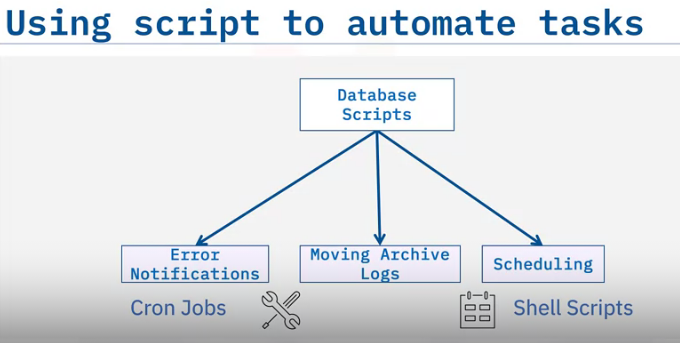 Using script to automate tasks
Database
Scripts
Error
Notifications
Moving Archive
Logs
Scheduling
Cron Jobs
Shell Scripts